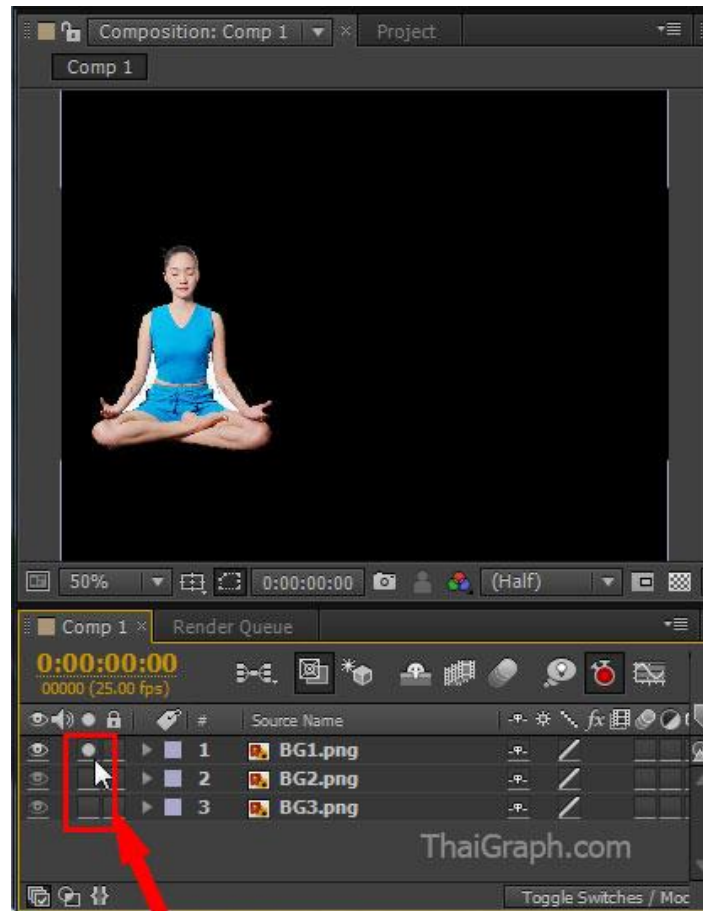 Composition: Comp 1 Project
Comp 1
50% 0:00:00:00 (Half)
Comp 1 Render Queue
0:00:00:00
00000 (25.00 fps)
# Source Name fx
1 BG1.png
2 BG2.png
3 BG3.png
ThaiGraph.com
Toggle Switches / Moc